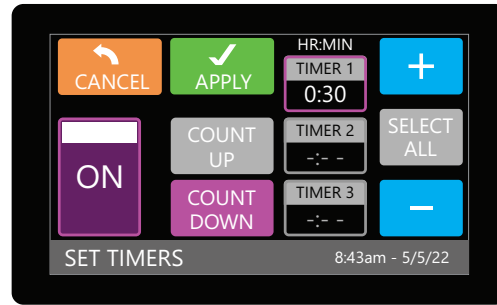 CANCEL
APPLY
HR:MIN
TIMER 1
0:30
+
ON
COUNT
UP
TIMER 2
-:- -
SELECT
ALL
COUNT
DOWN
TIMER 3
-:- -
−
SET TIMERS
8:43am - 5/5/22